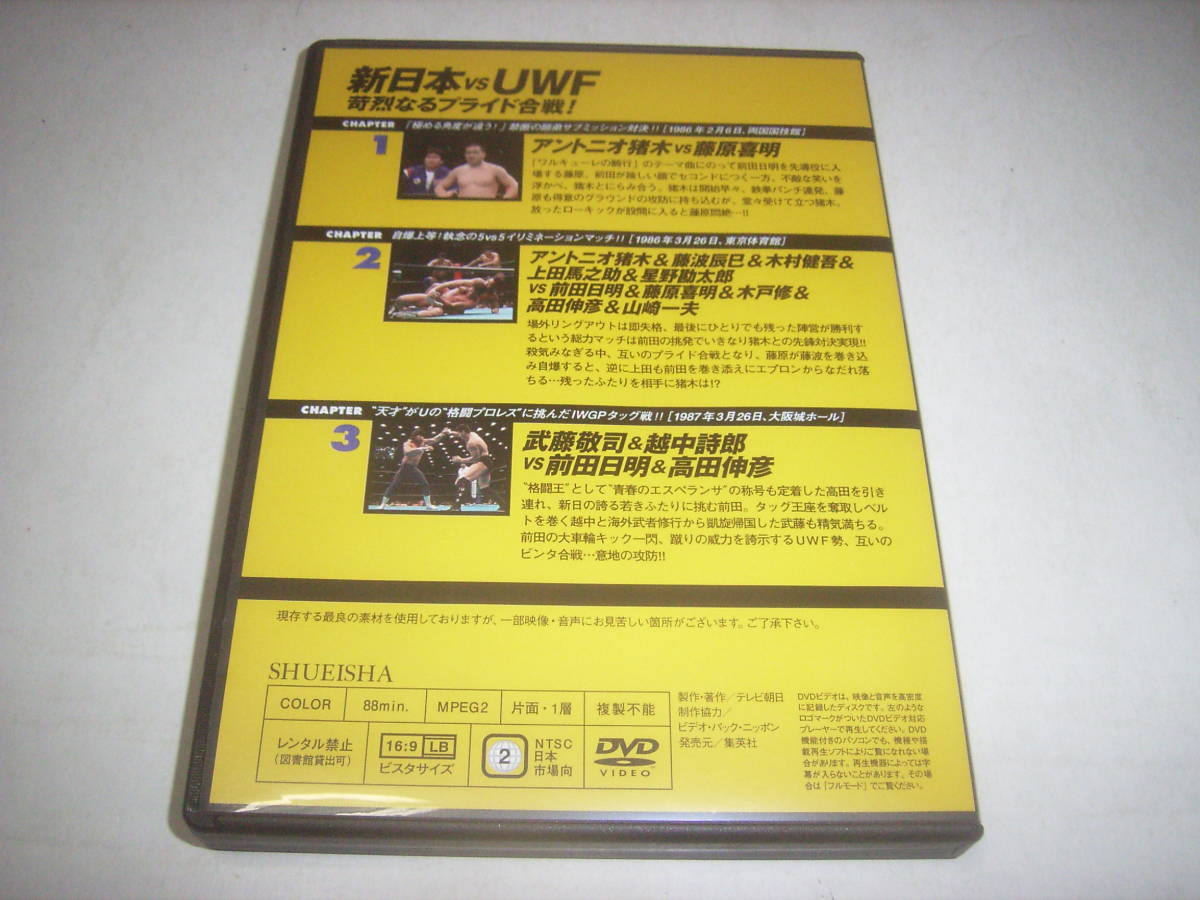 新日本 VS UWF
苛烈なるプライド合戦！
CHAPTER 『極める角度が違う！』禁断の師弟サブミッション対決!!［1986年2月6日、両国国技館］
1
アントニオ猪木 VS 藤原喜明
「ワルキューレの騎行」のテーマ曲にのって前田日明を先導役に入
場する藤原。前田が険しい顔でセコンドにつく一方、不敵な笑いを
浮かべ、猪木とにらみ合う。猪木は開始早々、鉄拳パンチ連発、藤
原も得意のグラウンドの攻防に持ち込むが、堂々受けて立つ猪木。
放ったローキックが股間に入ると藤原悶絶…!!
CHAPTER 自爆上等！執念の5vs5イリミネーションマッチ!!［1986年3月26日、東京体育館］
2
アントニオ猪木＆藤波辰巳＆木村健吾＆
上田馬之助＆星野勘太郎
VS 前田日明＆藤原喜明＆木戸修＆
高田伸彦＆山崎一夫
場外リングアウトは即失格、最後にひとりでも残った陣営が勝利す
るという総力マッチは前田の挑発でいきなり猪木との先鋒対決実現!!
殺気みなぎる中、互いのプライド合戦となり、藤原が藤波を巻き込
み自爆すると、逆に上田も前田を巻き添えにエプロンからなだれ落
ちる…残ったふたりを相手に猪木は!?
CHAPTER “天才”がUの“格闘プロレス”に挑んだIWGPタッグ戦!!［1987年3月26日、大阪城ホール］
3
武藤敬司＆越中詩郎
VS 前田日明＆高田伸彦
“格闘王”として“青春のエスペランサ”の称号も定着した高田を引き
連れ、新日の誇る若きふたりに挑む前田。タッグ王座を奪取しベル
トを巻く越中と海外武者修行から凱旋帰国した武藤も精気満ちる。
前田の大車輪キック一閃、蹴りの威力を誇示するUWF勢、互いの
ビンタ合戦…意地の攻防!!
現存する最良の素材を使用しておりますが、一部映像・音声にお見苦しい箇所がございます。ご了承下さい。
SHUEISHA
COLOR 88min. MPEG2 片面・1層 複製不能
レンタル禁止
（図書館貸出可）
16:9 LB
ビスタサイズ
2
NTSC
日本
市場向
DVD
VIDEO
製作・著作／テレビ朝日
制作協力／
ビデオ・パック・ニッポン
発売元／集英社
DVDビデオは、映像と音声を高密度
に記録したディスクです。左のような
ロゴマークがついたDVDビデオ対応
プレーヤーで再生してください。DVD
機能付きのパソコンでも、機種や搭
載再生ソフトによりご覧になれない場
合があります。再生機器によっては字
幕が入らないことがあります。その場
合は「フルモード」でご覧ください。